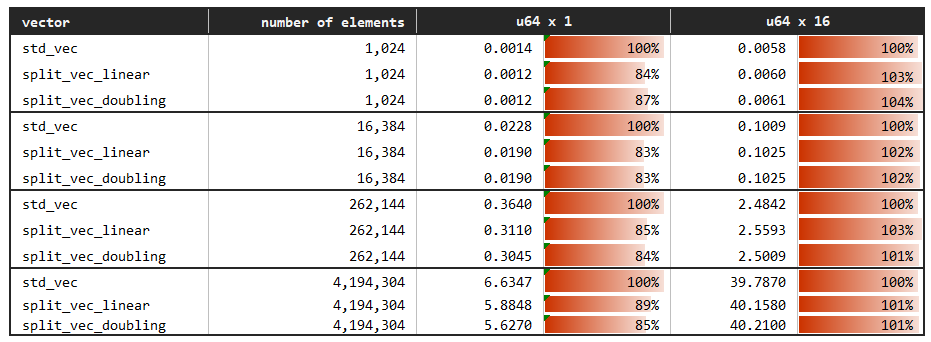 vector number of elements u64 x 1 u64 x 16
std_vec 1,024 0.0014 100% 0.0058 100%
split_vec_linear 1,024 0.0012 84% 0.0060 103%
split_vec_doubling 1,024 0.0012 87% 0.0061 104%
std_vec 16,384 0.0228 100% 0.1009 100%
split_vec_linear 16,384 0.0190 83% 0.1025 102%
split_vec_doubling 16,384 0.0190 83% 0.1025 102%
std_vec 262,144 0.3640 100% 2.4842 100%
split_vec_linear 262,144 0.3110 85% 2.5593 103%
split_vec_doubling 262,144 0.3045 84% 2.5009 101%
std_vec 4,194,304 6.6347 100% 39.7870 100%
split_vec_linear 4,194,304 5.8848 89% 40.1580 101%
split_vec_doubling 4,194,304 5.6270 85% 40.2100 101%